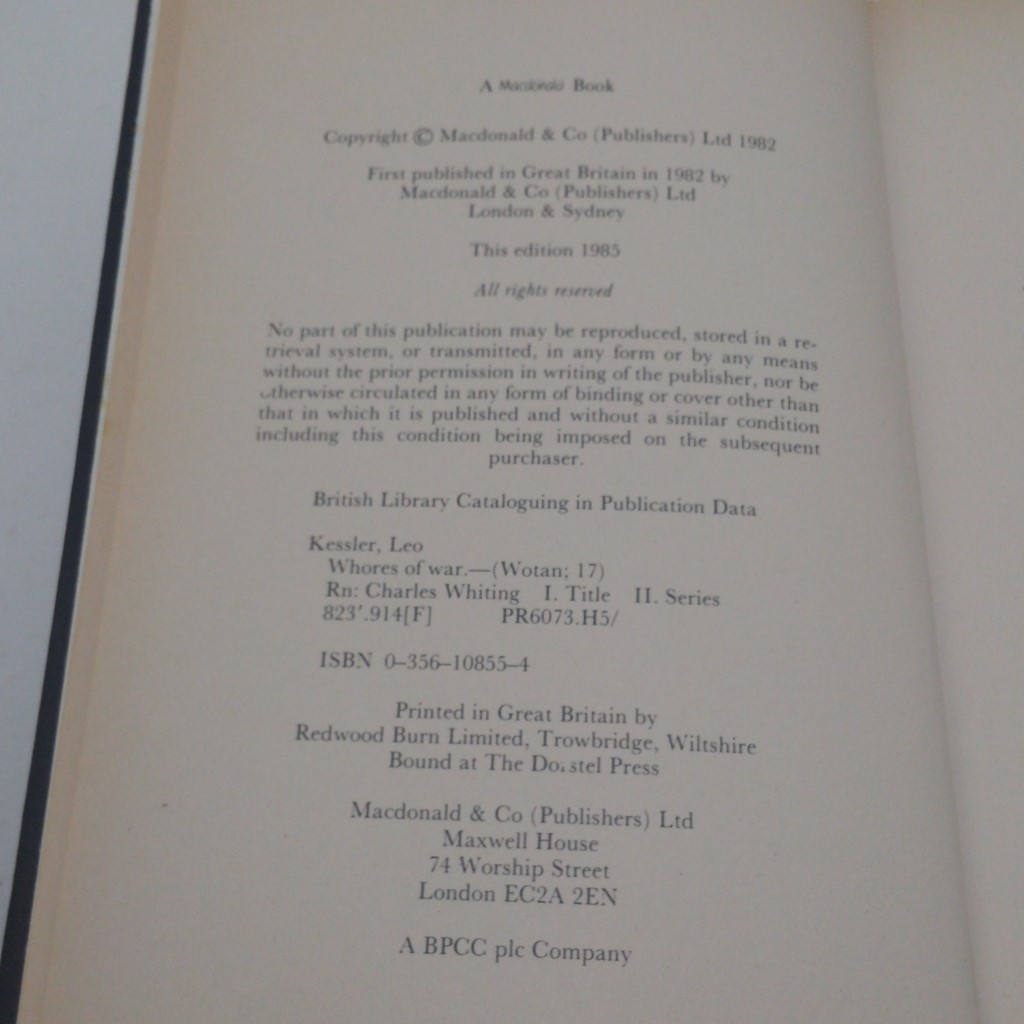 A Macdonald Book
Copyright © Macdonald & Co (Publishers) Ltd 1982
First published in Great Britain in 1982 by
Macdonald & Co (Publishers) Ltd
London & Sydney
This edition 1985
All rights reserved
No part of this publication may be reproduced, stored in a re-
trieval system, or transmitted, in any form or by any means
without the prior permission in writing of the publisher, nor be
otherwise circulated in any form of binding or cover other than
that in which it is published and without a similar condition
including this condition being imposed on the subsequent
purchaser.
British Library Cataloguing in Publication Data
Kessler, Leo
Whores of war.—(Wotan; 17)
Rn: Charles Whiting I. Title II. Series
823′.914[F] PR6073.H5/
ISBN 0–356–10855–4
Printed in Great Britain by
Redwood Burn Limited, Trowbridge, Wiltshire
Bound at The Dorstel Press
Macdonald & Co (Publishers) Ltd
Maxwell House
74 Worship Street
London EC2A 2EN
A BPCC plc Company